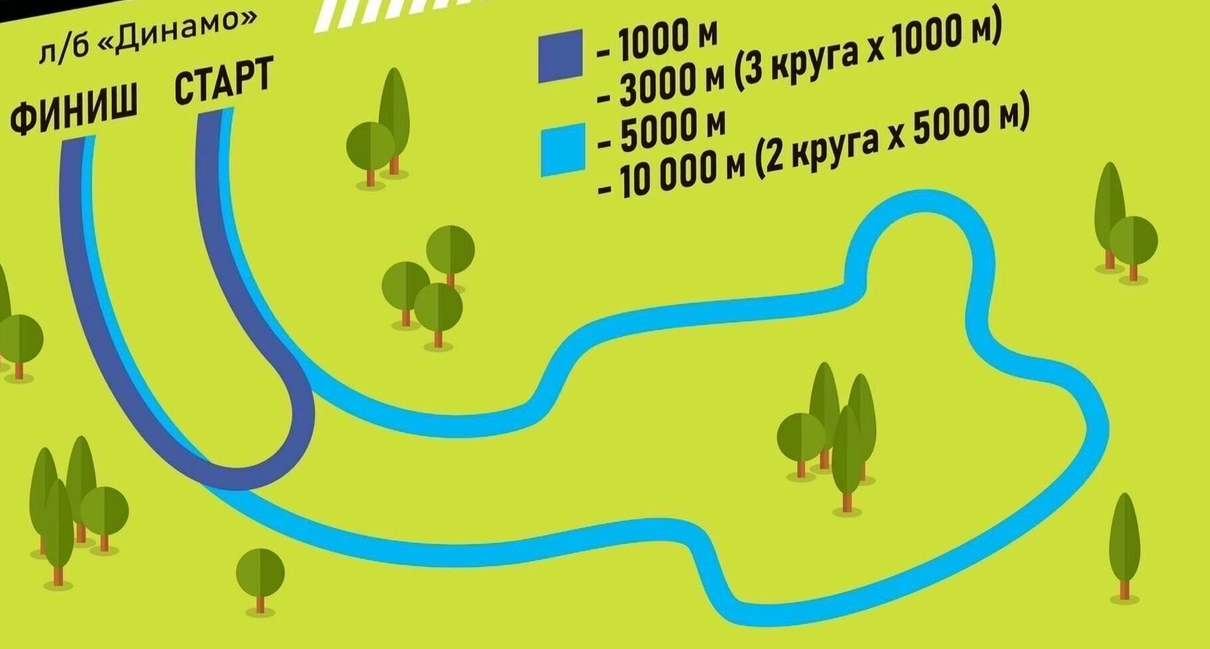 л/б «Динамо»
ФИНИШ СТАРТ
- 1000 м
- 3000 м (3 круга х 1000 м)
- 5000 м
- 10 000 м (2 круга х 5000 м)